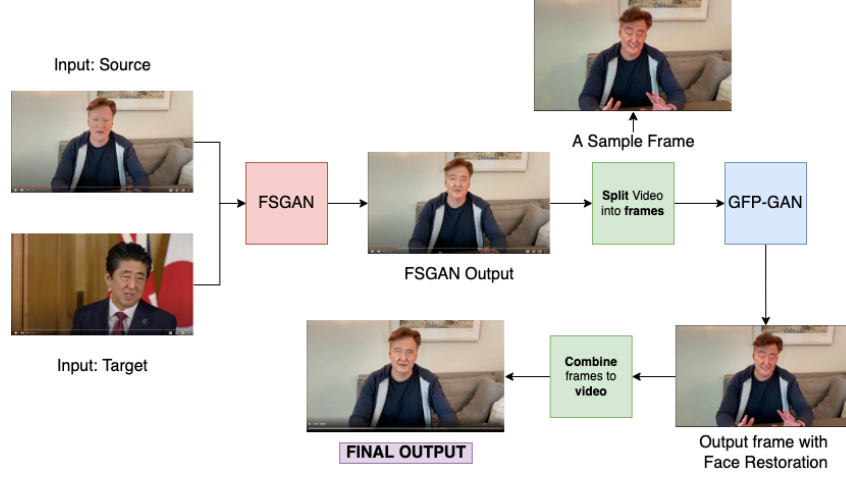 Input: Source
A Sample Frame
FSGAN
Split Video
into frames
GFP-GAN
FSGAN Output
Input: Target
Combine
frames to
video
Output frame with
Face Restoration
FINAL OUTPUT